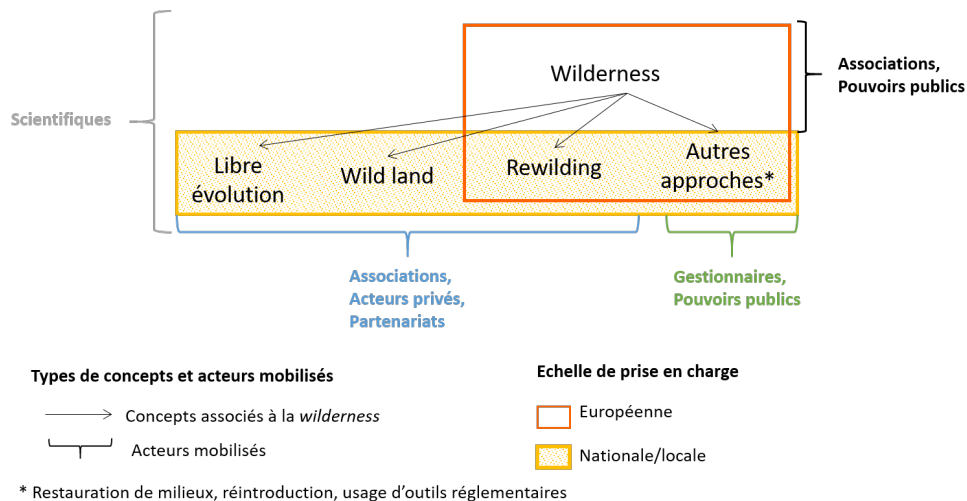 Wilderness
Associations,
Pouvoirs publics
Scientifiques
Libre
évolution
Wild land
Rewilding
Autres
approches*
Associations,
Acteurs privés,
Partenariats
Gestionnaires,
Pouvoirs publics
Types de concepts et acteurs mobilisés
Concepts associés à la wilderness
Acteurs mobilisés
Echelle de prise en charge
Européenne
Nationale/locale
* Restauration de milieux, réintroduction, usage d'outils réglementaires